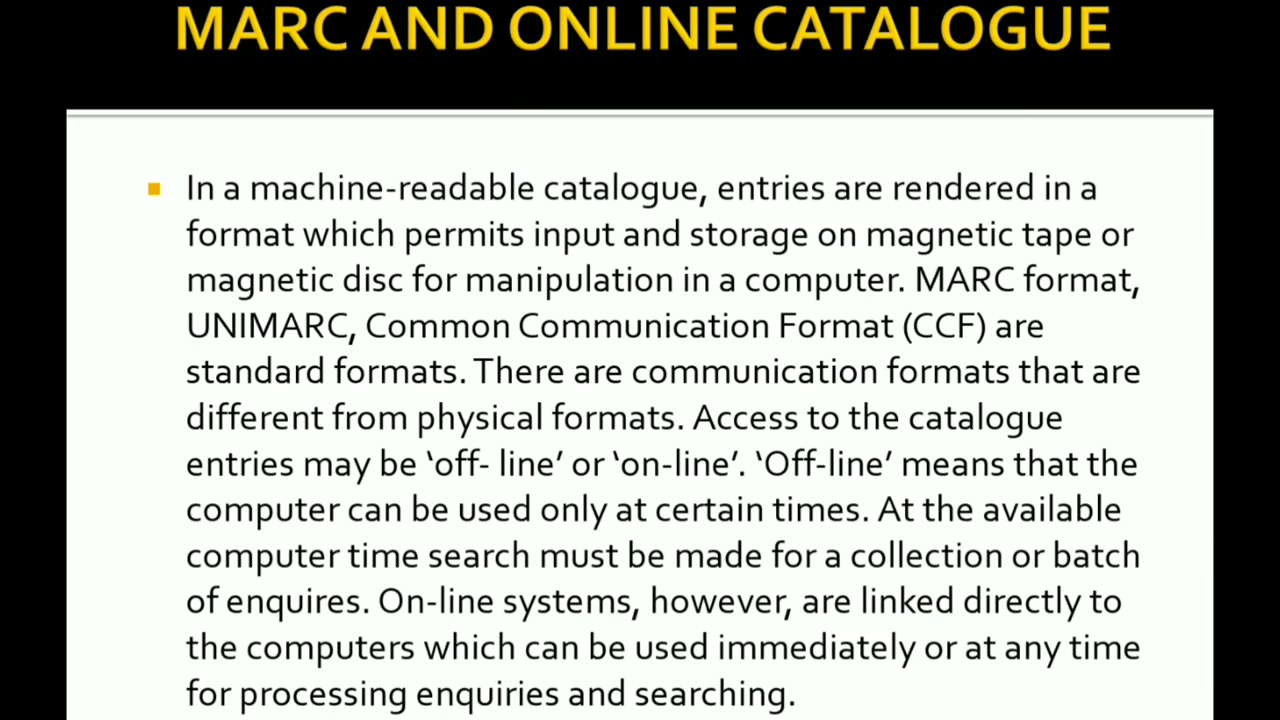 MARC AND ONLINE CATALOGUE
In a machine-readable catalogue, entries are rendered in a
format which permits input and storage on magnetic tape or
magnetic disc for manipulation in a computer. MARC format,
UNIMARC, Common Communication Format (CCF) are
standard formats. There are communication formats that are
different from physical formats. Access to the catalogue
entries may be ‘off- line’ or ‘on-line’. ‘Off-line’ means that the
computer can be used only at certain times. At the available
computer time search must be made for a collection or batch
of enquires. On-line systems, however, are linked directly to
the computers which can be used immediately or at any time
for processing enquiries and searching.